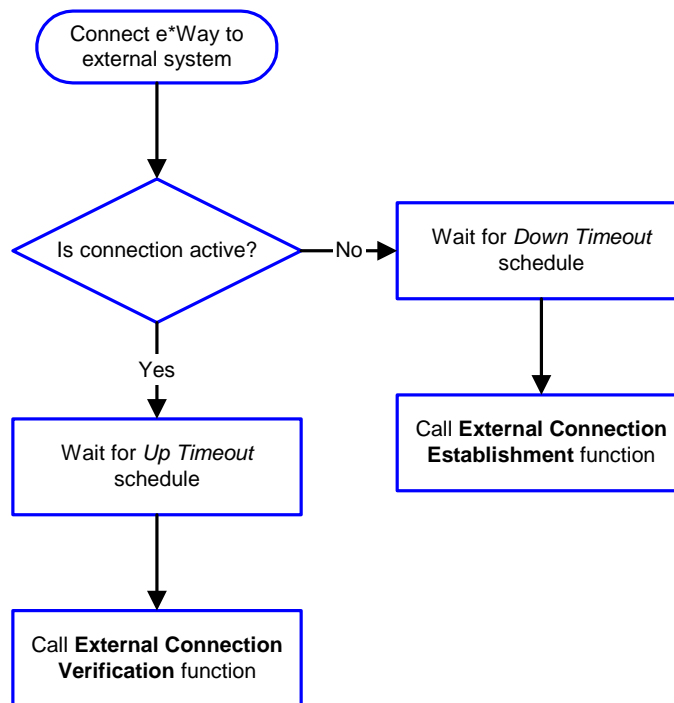 Connect e*Way to
external system
Is connection active?
No
Wait for Down Timeout
schedule
Yes
Call External Connection
Establishment function
Wait for Up Timeout
schedule
Call External Connection
Verification function